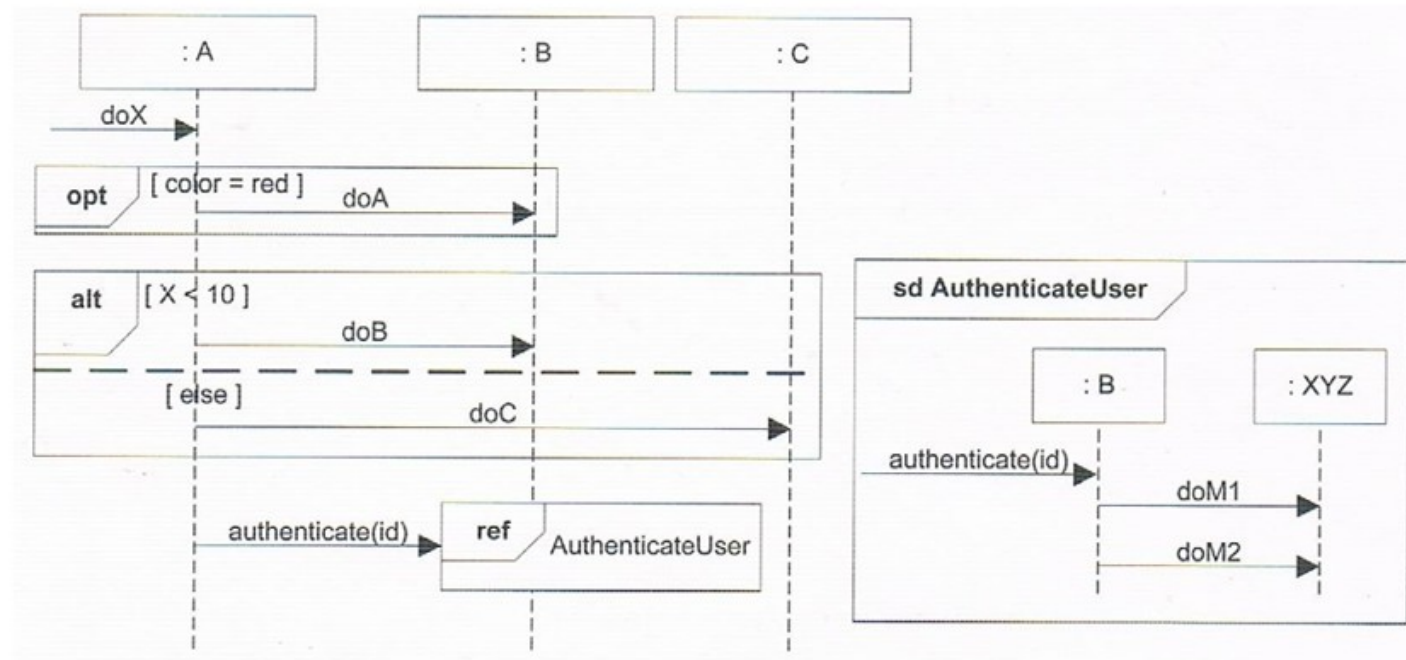 : A
: B
: C
doX
opt
[ color = red ]
doA
alt
[ X < 10 ]
doB
[ else ]
doC
authenticate(id)
ref
AuthenticateUser
sd AuthenticateUser
: B
: XYZ
authenticate(id)
doM1
doM2